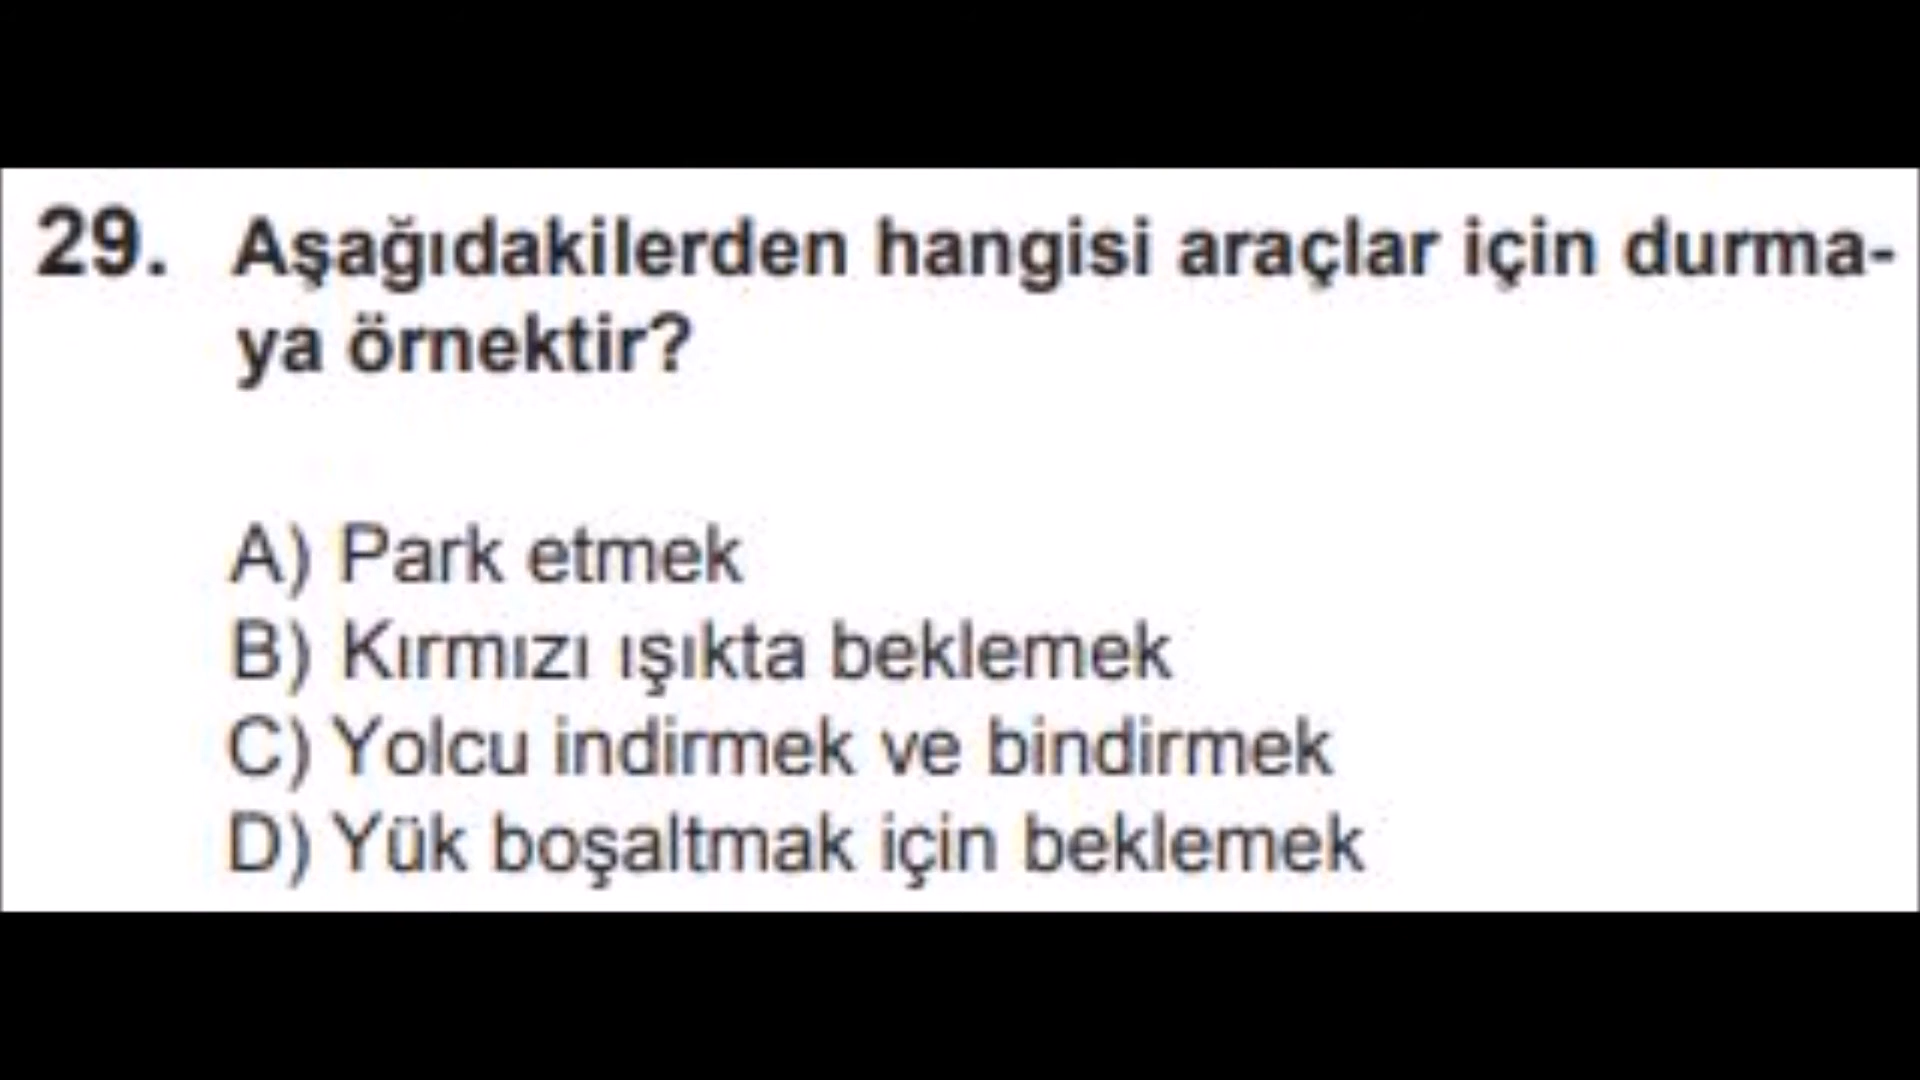 29. Aşağıdakilerden hangisi araçlar için durma-
ya örnektir?
A) Park etmek
B) Kırmızı ışıkta beklemek
C) Yolcu indirmek ve bindirmek
D) Yük boşaltmak için beklemek